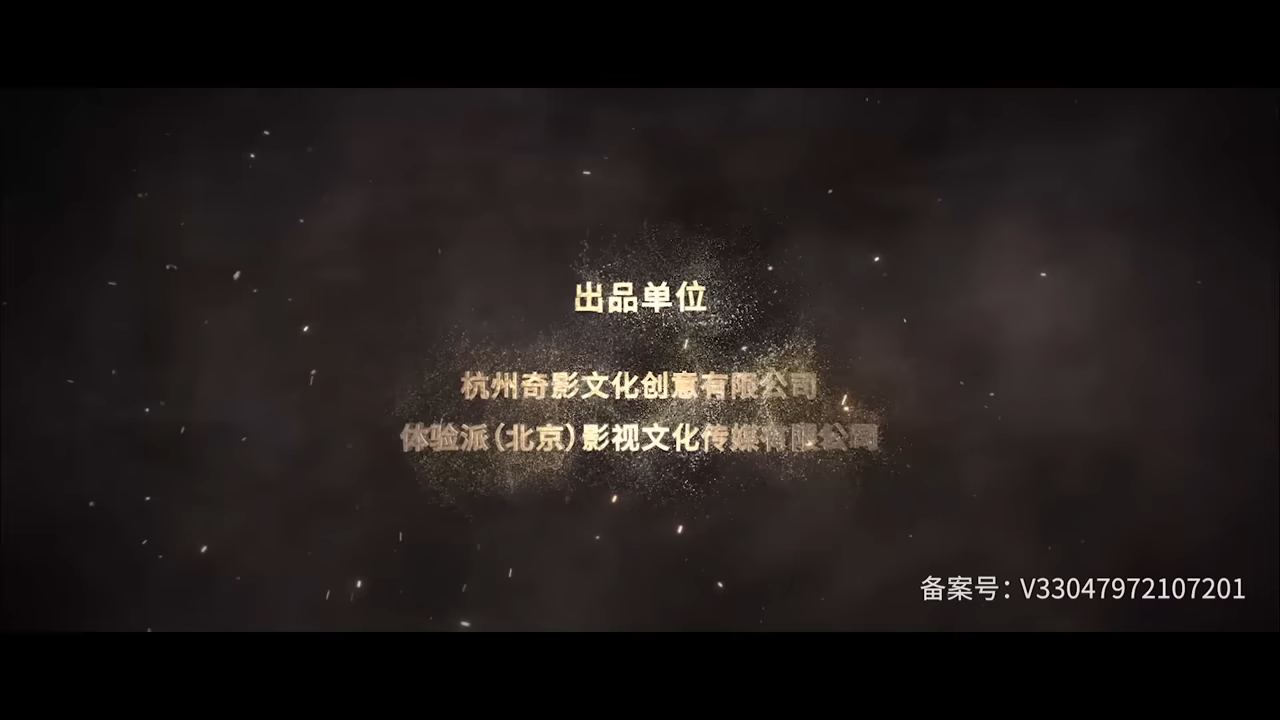 出品单位
杭州奇影文化创意有限公司
体验派(北京)影视文化传媒有限公司
备案号：V33047972107201